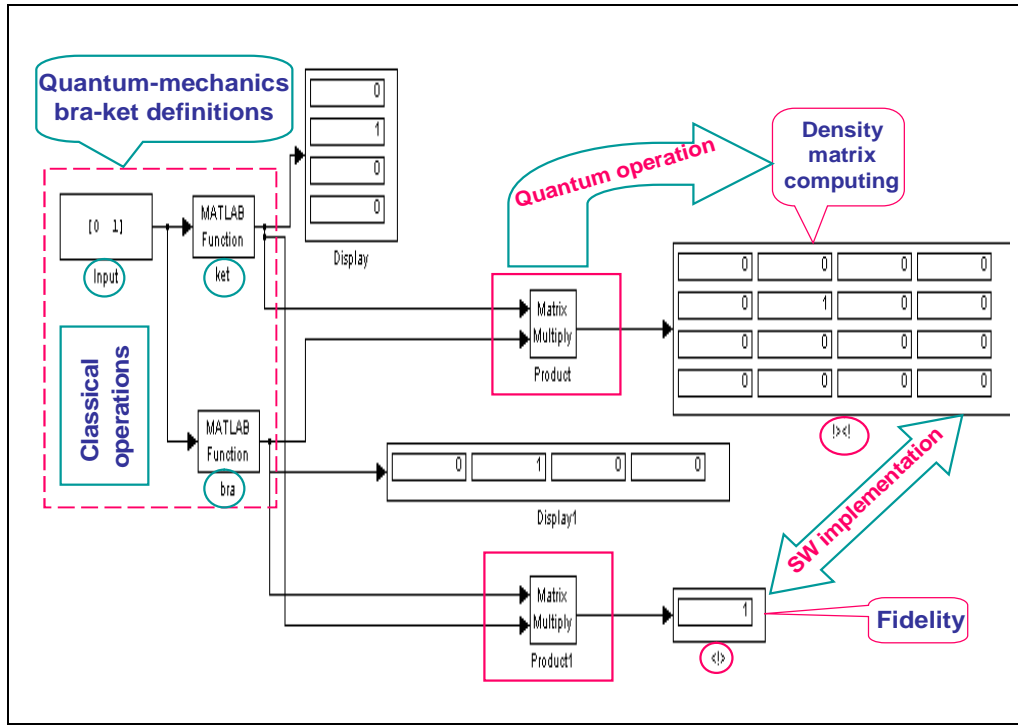 Quantum-mechanics
bra-ket definitions
[0 1]
Input
MATLAB
Function
ket
Classical
operations
MATLAB
Function
bra
0
1
0
0
Display
Quantum operation
Density
matrix
computing
Matrix
Multiply
Product
0 0 0 0
0 1 0 0
0 0 0 0
0 0 0 0
!><!
0 1 0 0
Display1
SW implementation
Matrix
Multiply
Product1
1
<!>
Fidelity